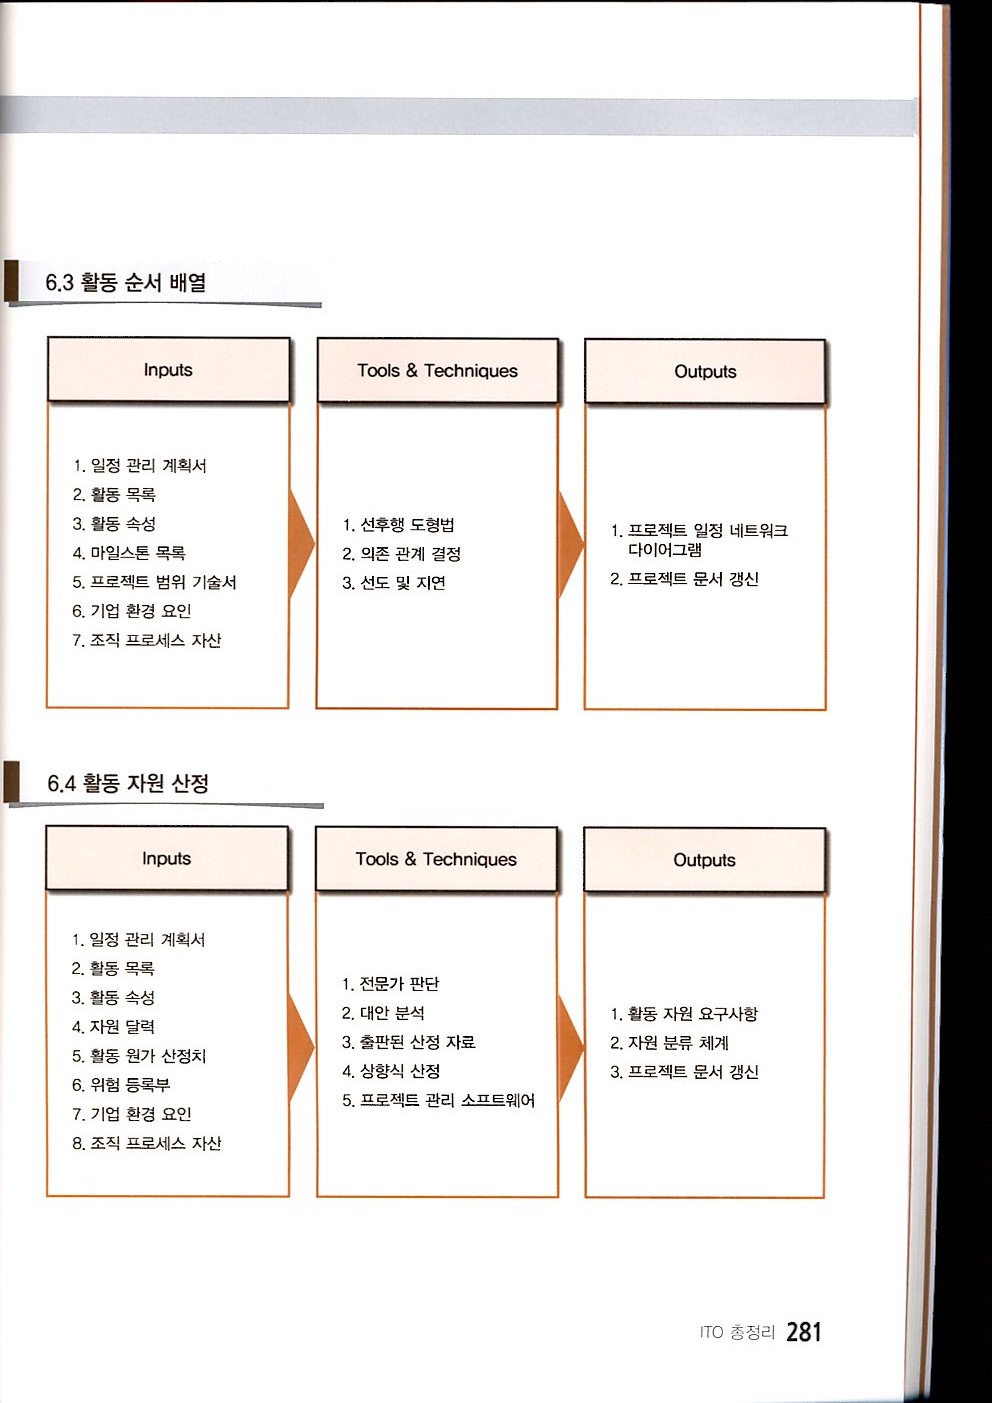 6.3 활동 순서 배열
Inputs
1. 일정 관리 계획서
2. 활동 목록
3. 활동 속성
4. 마일스톤 목록
5. 프로젝트 범위 기술서
6. 기업 환경 요인
7. 조직 프로세스 자산
Tools & Techniques
1. 선후행 도형법
2. 의존 관계 결정
3. 선도 및 지연
Outputs
1. 프로젝트 일정 네트워크
다이어그램
2. 프로젝트 문서 갱신
6.4 활동 자원 산정
Inputs
1. 일정 관리 계획서
2. 활동 목록
3. 활동 속성
4. 자원 달력
5. 활동 원가 산정치
6. 위험 등록부
7. 기업 환경 요인
8. 조직 프로세스 자산
Tools & Techniques
1. 전문가 판단
2. 대안 분석
3. 출판된 산정 자료
4. 상향식 산정
5. 프로젝트 관리 소프트웨어
Outputs
1. 활동 자원 요구사항
2. 자원 분류 체계
3. 프로젝트 문서 갱신
ITO 총정리 281